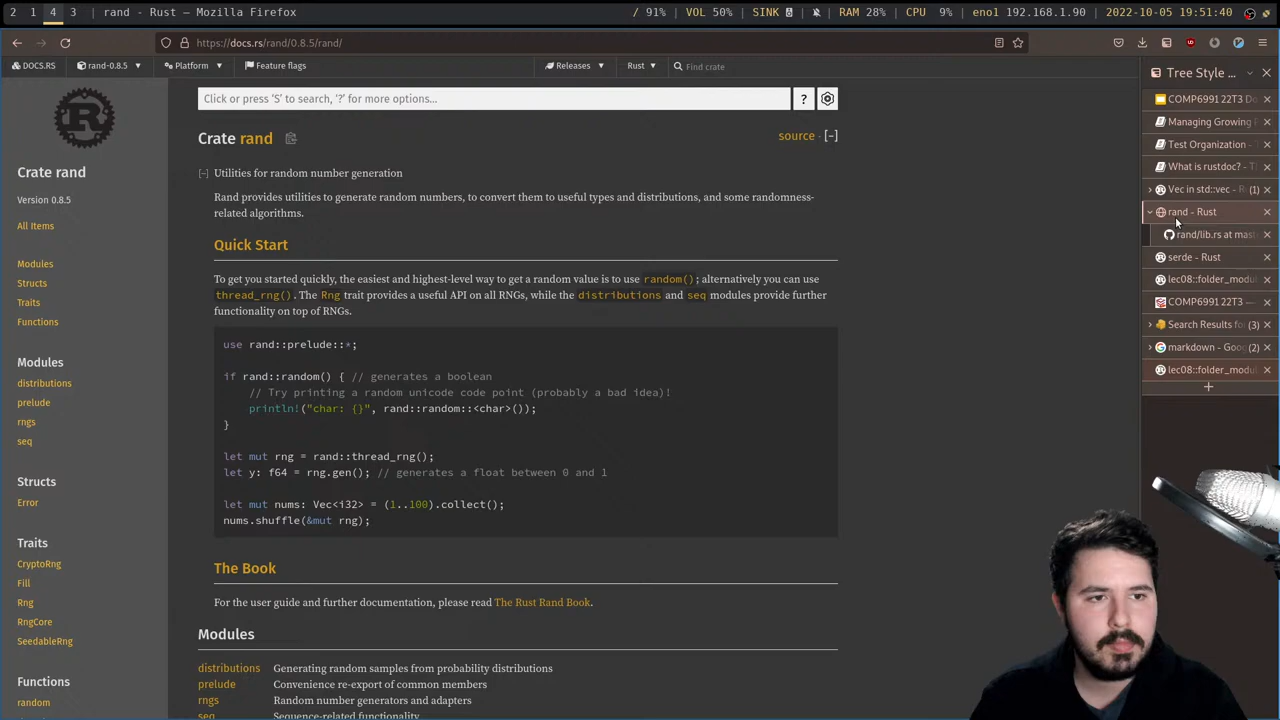 2 1 4 3 rand - Rust — Mozilla Firefox / 91% VOL 50% SINK RAM 28% CPU 9% eno1 192.168.1.90 2022-10-05 19:51:40
https://docs.rs/rand/0.8.5/rand/
DOCS.RS rand-0.8.5 Platform Feature flags Releases Rust Find crate
Click or press 'S' to search, '?' for more options…
?
Crate rand
source · [−]
[−] Utilities for random number generation
Rand provides utilities to generate random numbers, to convert them to useful types and distributions, and some randomness-
related algorithms.
Quick Start
To get you started quickly, the easiest and highest-level way to get a random value is to use random(); alternatively you can use
thread_rng(). The Rng trait provides a useful API on all RNGs, while the distributions and seq modules provide further
functionality on top of RNGs.
use rand::prelude::*;
if rand::random() { // generates a boolean
// Try printing a random unicode code point (probably a bad idea)!
println!("char: {}", rand::random::<char>());
}
let mut rng = rand::thread_rng();
let y: f64 = rng.gen(); // generates a float between 0 and 1
let mut nums: Vec<i32> = (1..100).collect();
nums.shuffle(&mut rng);
The Book
For the user guide and further documentation, please read The Rust Rand Book.
Modules
distributions Generating random samples from probability distributions
prelude Convenience re-export of common members
rngs Random number generators and adapters
seq Sequence-related functionality
Crate rand
Version 0.8.5
All Items
Modules
Structs
Traits
Functions
Modules
distributions
prelude
rngs
seq
Structs
Error
Traits
CryptoRng
Fill
Rng
RngCore
SeedableRng
Functions
random
Tree Style ...
COMP6991 22T3 Do
Managing Growing
Test Organization -
What is rustdoc? - T
Vec in std::vec - R (1)
rand - Rust
rand/lib.rs at mas
serde - Rust
lec08::folder_modu
COMP6991 22T3 —
Search Results fo (3)
markdown - Goo (2)
lec08::folder_modu
+